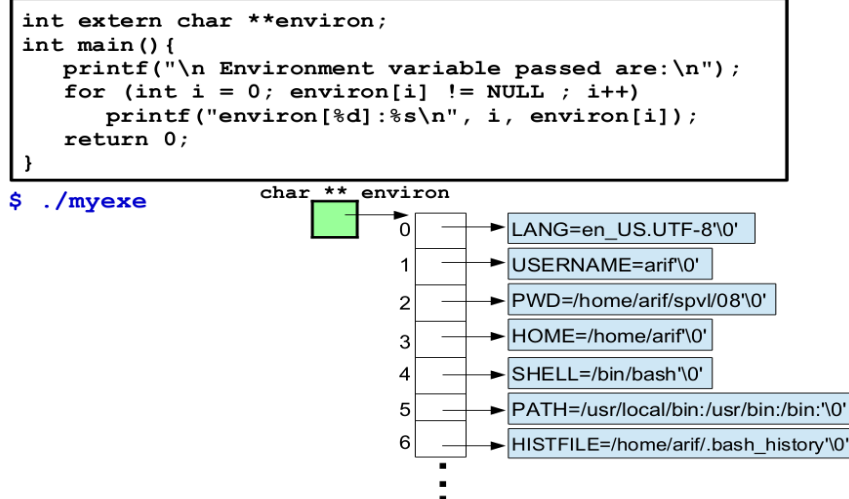 int extern char **environ;
int main(){
printf("\n Environment variable passed are:\n");
for (int i = 0; environ[i] != NULL ; i++)
printf("environ[%d]:%s\n", i, environ[i]);
return 0;
}
$ ./myexe
char ** environ
0 LANG=en_US.UTF-8'\0'
1 USERNAME=arif'\0'
2 PWD=/home/arif/spvl/08'\0'
3 HOME=/home/arif'\0'
4 SHELL=/bin/bash'\0'
5 PATH=/usr/local/bin:/usr/bin:/bin:'\0'
6 HISTFILE=/home/arif/.bash_history'\0'